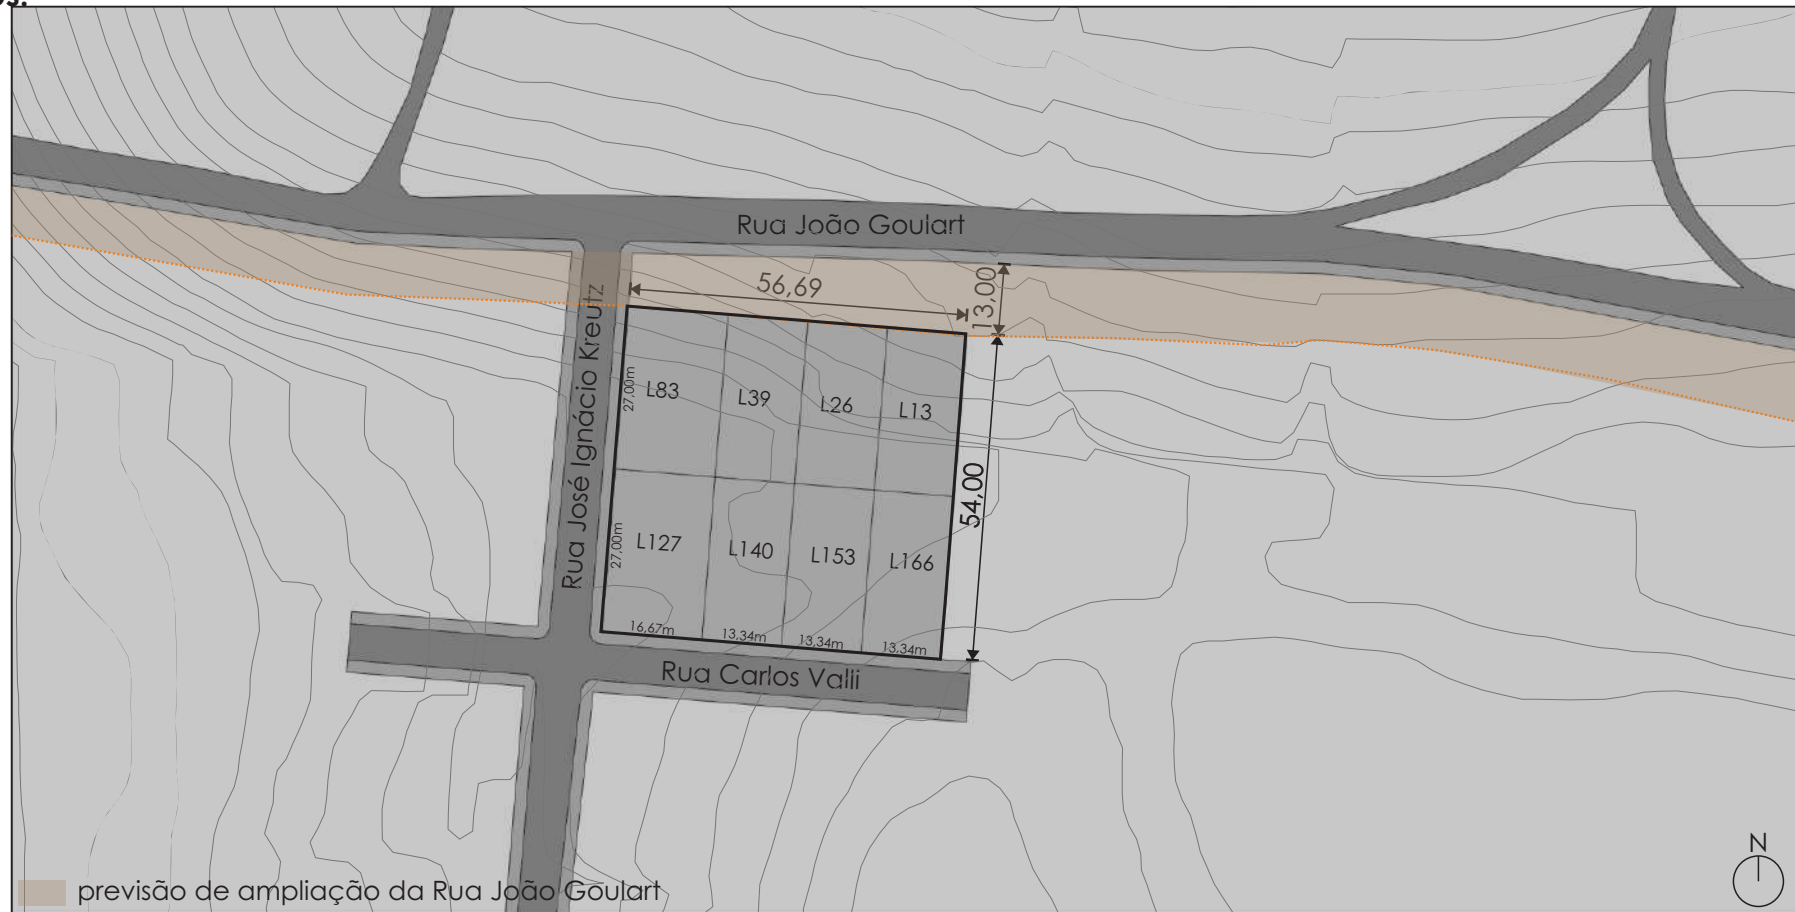 os.
Rua João Goulart
56,69
13,00
Rua José Ignácio Kreutz
27,00m
L83
L39
L26
L13
54,00
27,00m
L127
L140
L153
L166
16,67m
13,34m
13,34m
13,34m
Rua Carlos Valli
N
previsão de ampliação da Rua João Goulart